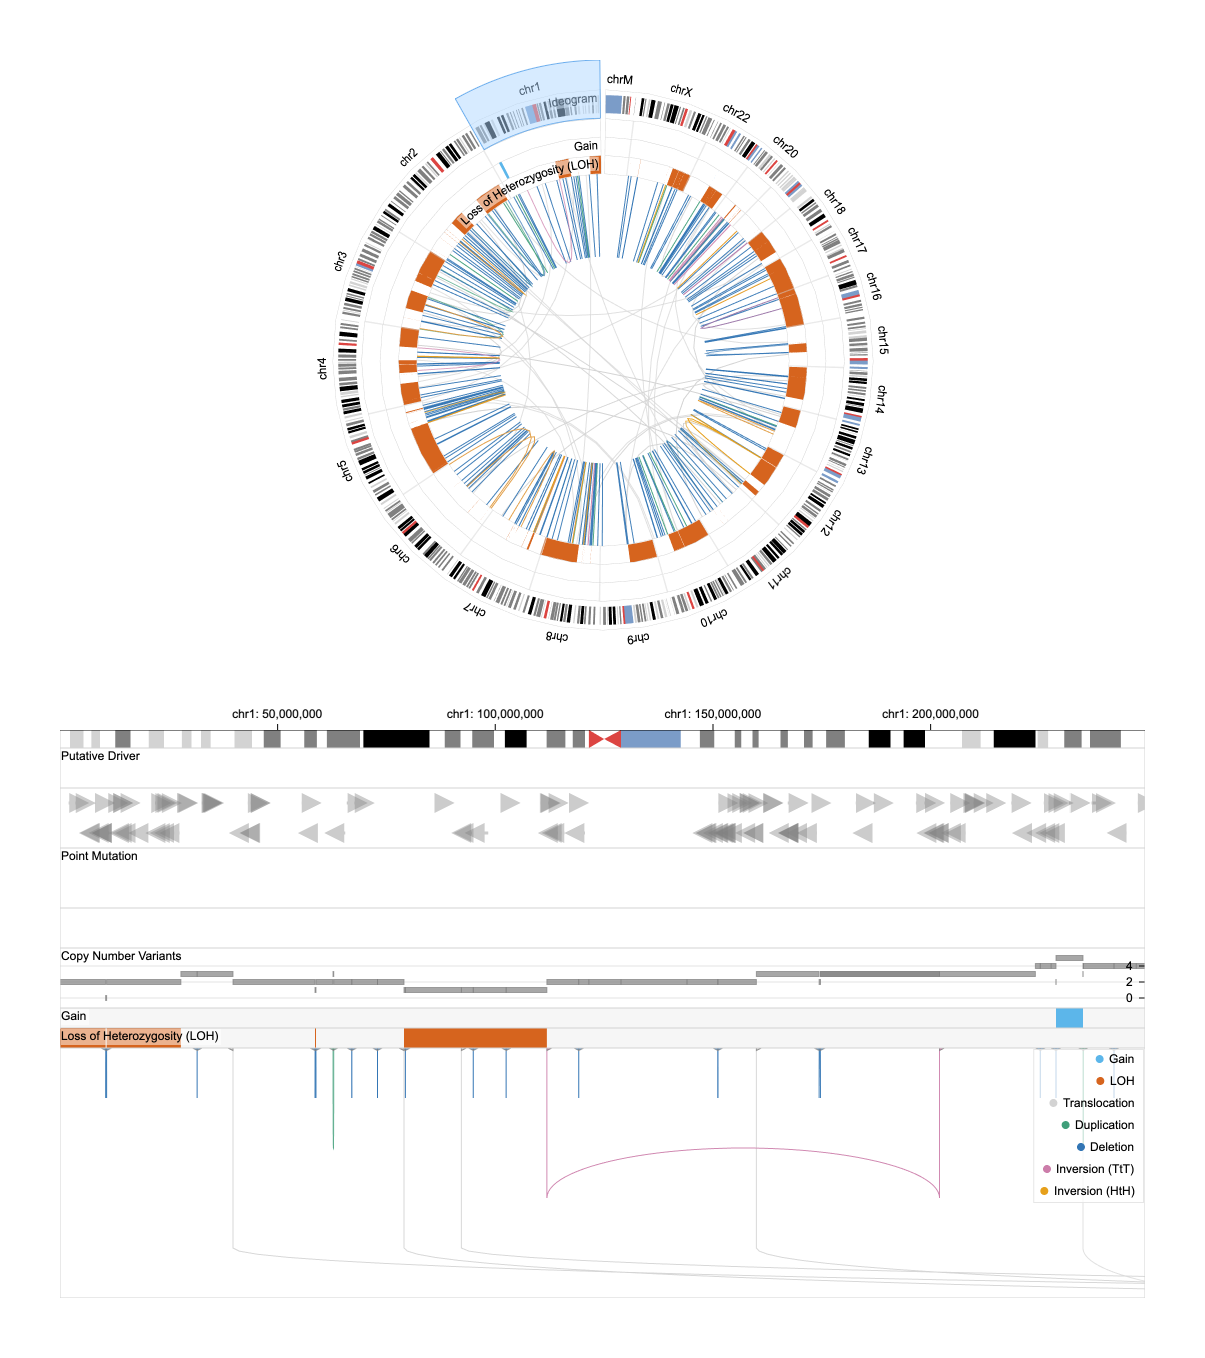 chr1
Ideogram
chrM
chrX
chr22
chr20
chr18
chr17
chr16
chr15
chr14
chr13
chr12
chr11
chr10
chr9
chr8
chr7
chr6
chr5
chr4
chr3
chr2
Gain
Loss of Heterozygosity (LOH)
chr1: 50,000,000 chr1: 100,000,000 chr1: 150,000,000 chr1: 200,000,000
Putative Driver
Point Mutation
Copy Number Variants
4
2
0
Gain
Loss of Heterozygosity (LOH)
Gain
LOH
Translocation
Duplication
Deletion
Inversion (TtT)
Inversion (HtH)